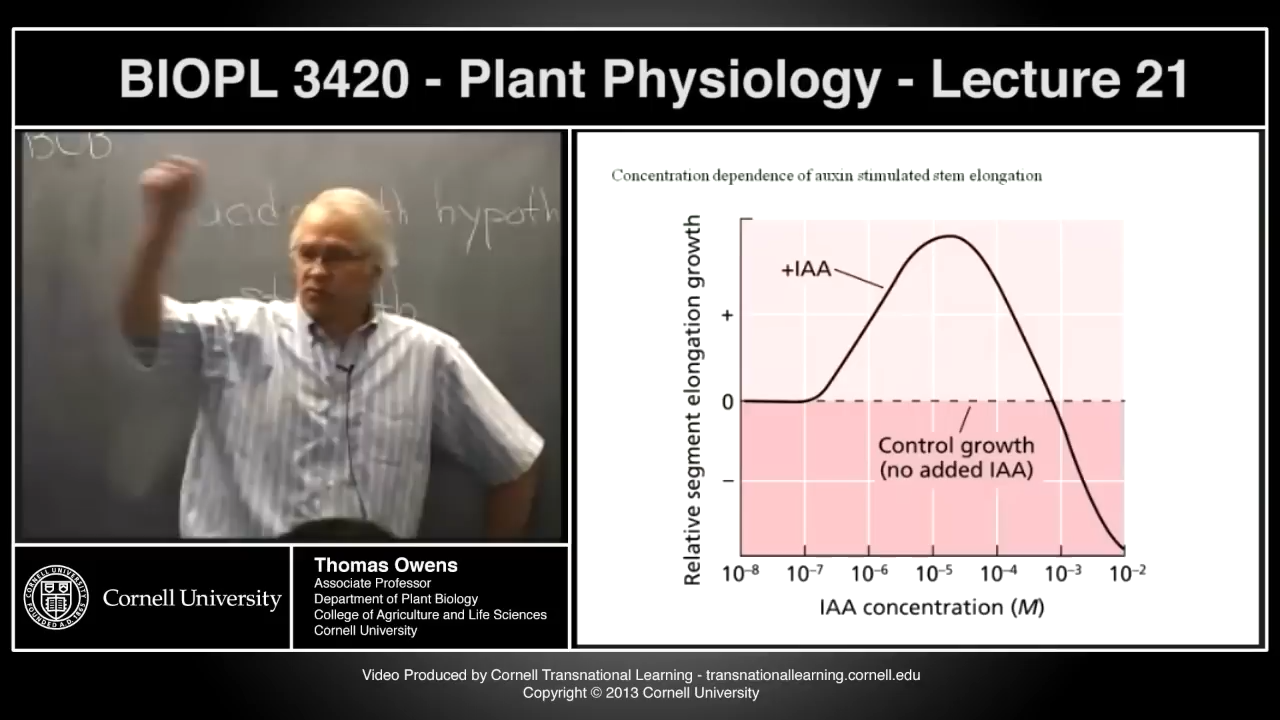 BIOPL 3420 - Plant Physiology - Lecture 21
BCB
hypoth
Concentration dependence of auxin stimulated stem elongation
Relative segment elongation growth
+IAA
+
0
Control growth
(no added IAA)
–
10⁻⁸ 10⁻⁷ 10⁻⁶ 10⁻⁵ 10⁻⁴ 10⁻³ 10⁻²
IAA concentration (M)
Cornell University
Thomas Owens
Associate Professor
Department of Plant Biology
College of Agriculture and Life Sciences
Cornell University
Video Produced by Cornell Transnational Learning - transnationallearning.cornell.edu
Copyright © 2013 Cornell University